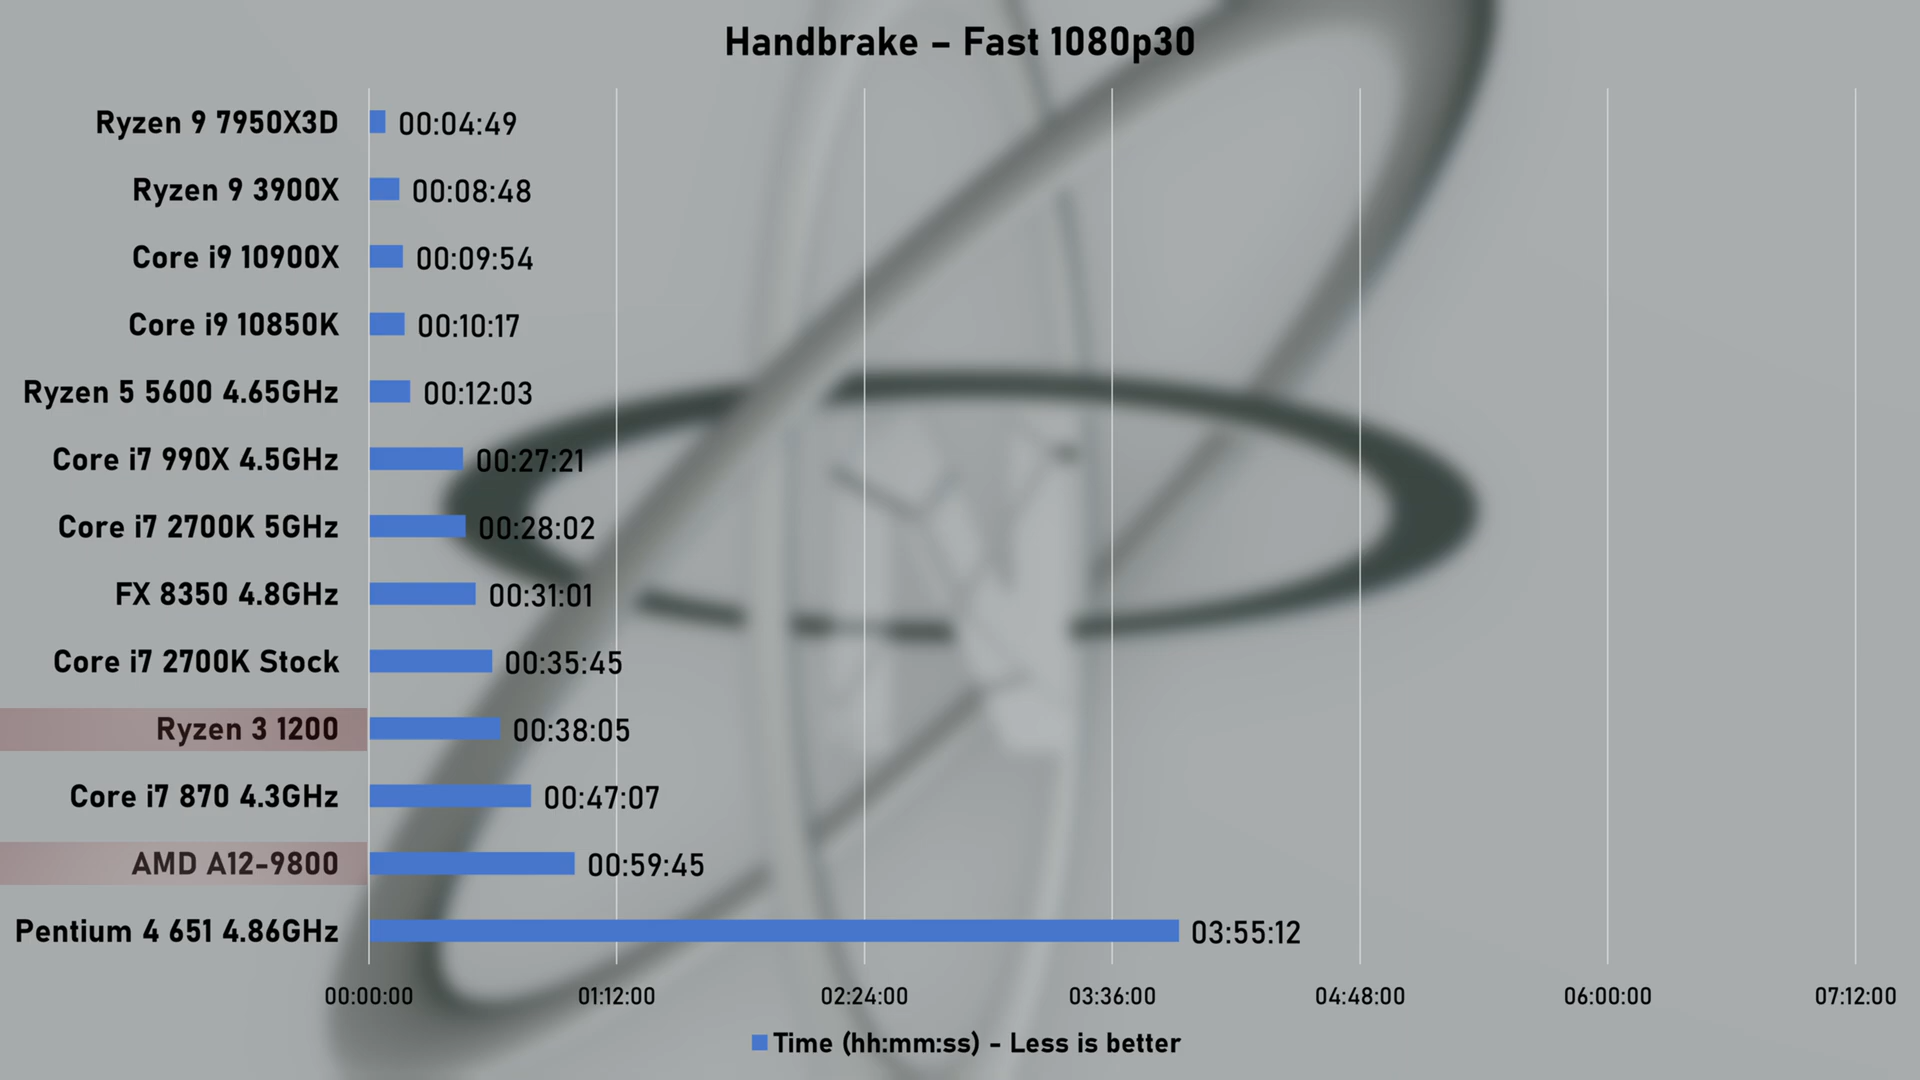 Handbrake – Fast 1080p30
Ryzen 9 7950X3D 00:04:49
Ryzen 9 3900X 00:08:48
Core i9 10900X 00:09:54
Core i9 10850K 00:10:17
Ryzen 5 5600 4.65GHz 00:12:03
Core i7 990X 4.5GHz 00:27:21
Core i7 2700K 5GHz 00:28:02
FX 8350 4.8GHz 00:31:01
Core i7 2700K Stock 00:35:45
Ryzen 3 1200 00:38:05
Core i7 870 4.3GHz 00:47:07
AMD A12-9800 00:59:45
Pentium 4 651 4.86GHz 03:55:12
00:00:00 01:12:00 02:24:00 03:36:00 04:48:00 06:00:00 07:12:00
Time (hh:mm:ss) - Less is better